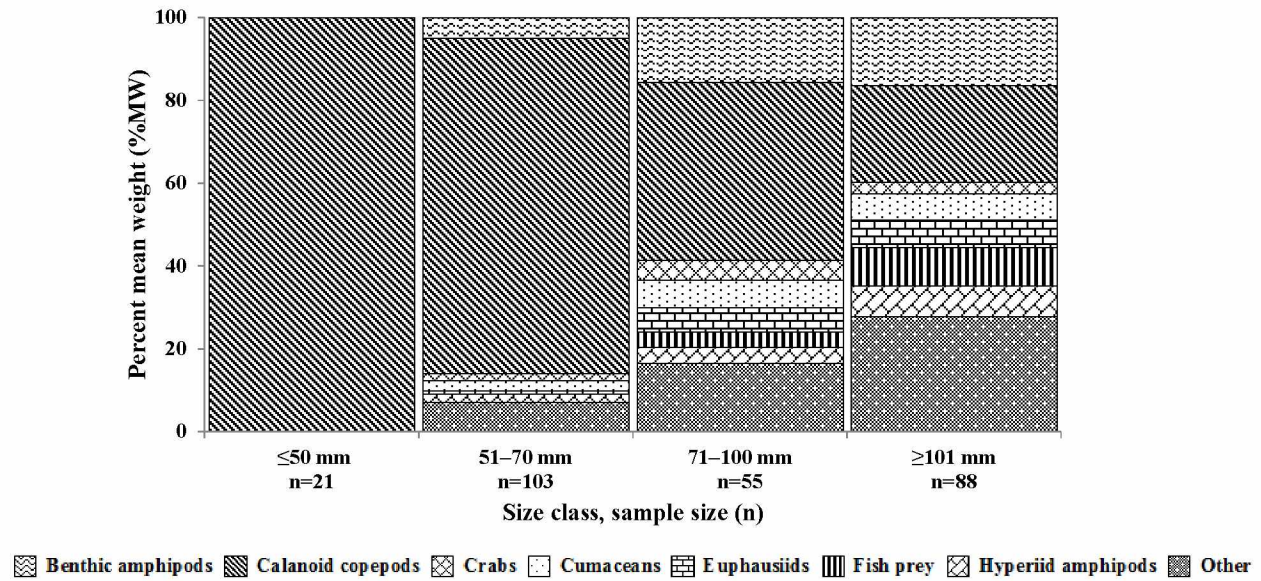 Percent mean weight (%MW)
100
80
60
40
20
0
≤50 mm
n=21
51–70 mm
n=103
71–100 mm
n=55
≥101 mm
n=88
Size class, sample size (n)
Benthic amphipods Calanoid copepods Crabs Cumaceans Euphausiids Fish prey Hyperiid amphipods Other